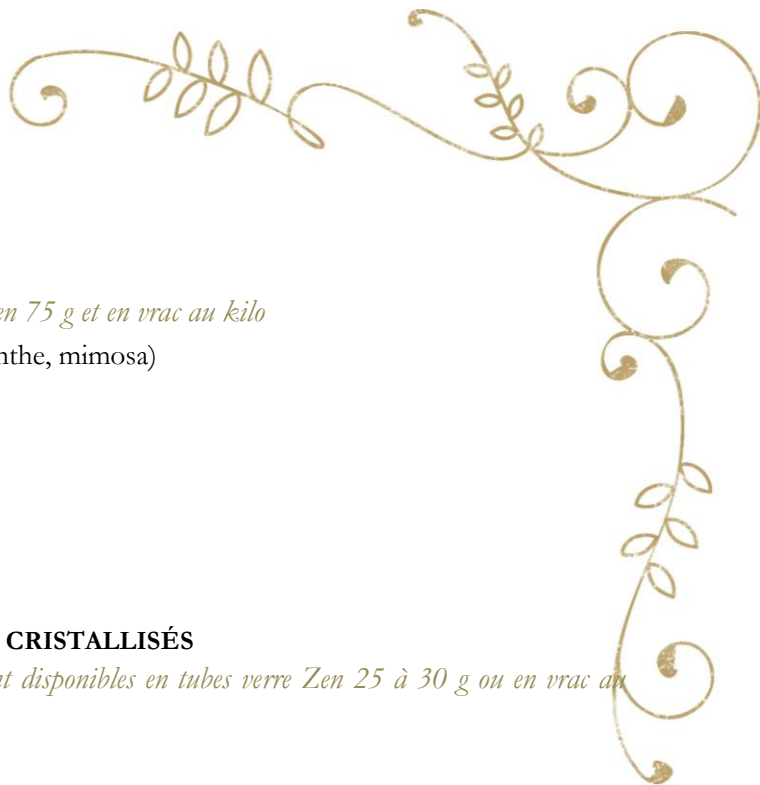 en 75 g et en vrac au kilo
nthe, mimosa)
CRISTALLISÉS
nt disponibles en tubes verre Zen 25 à 30 g ou en vrac au